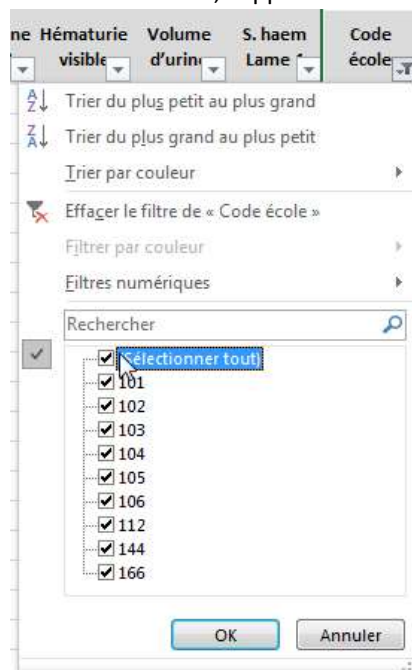 ne Hématurie Volume S. haem Code
visible d'urine Lame 1 école
Trier du plus petit au plus grand
Trier du plus grand au plus petit
Trier par couleur
Effacer le filtre de « Code école »
Filtrer par couleur
Filtres numériques
Rechercher
(Sélectionner tout)
101
102
103
104
105
106
112
144
166
OK Annuler